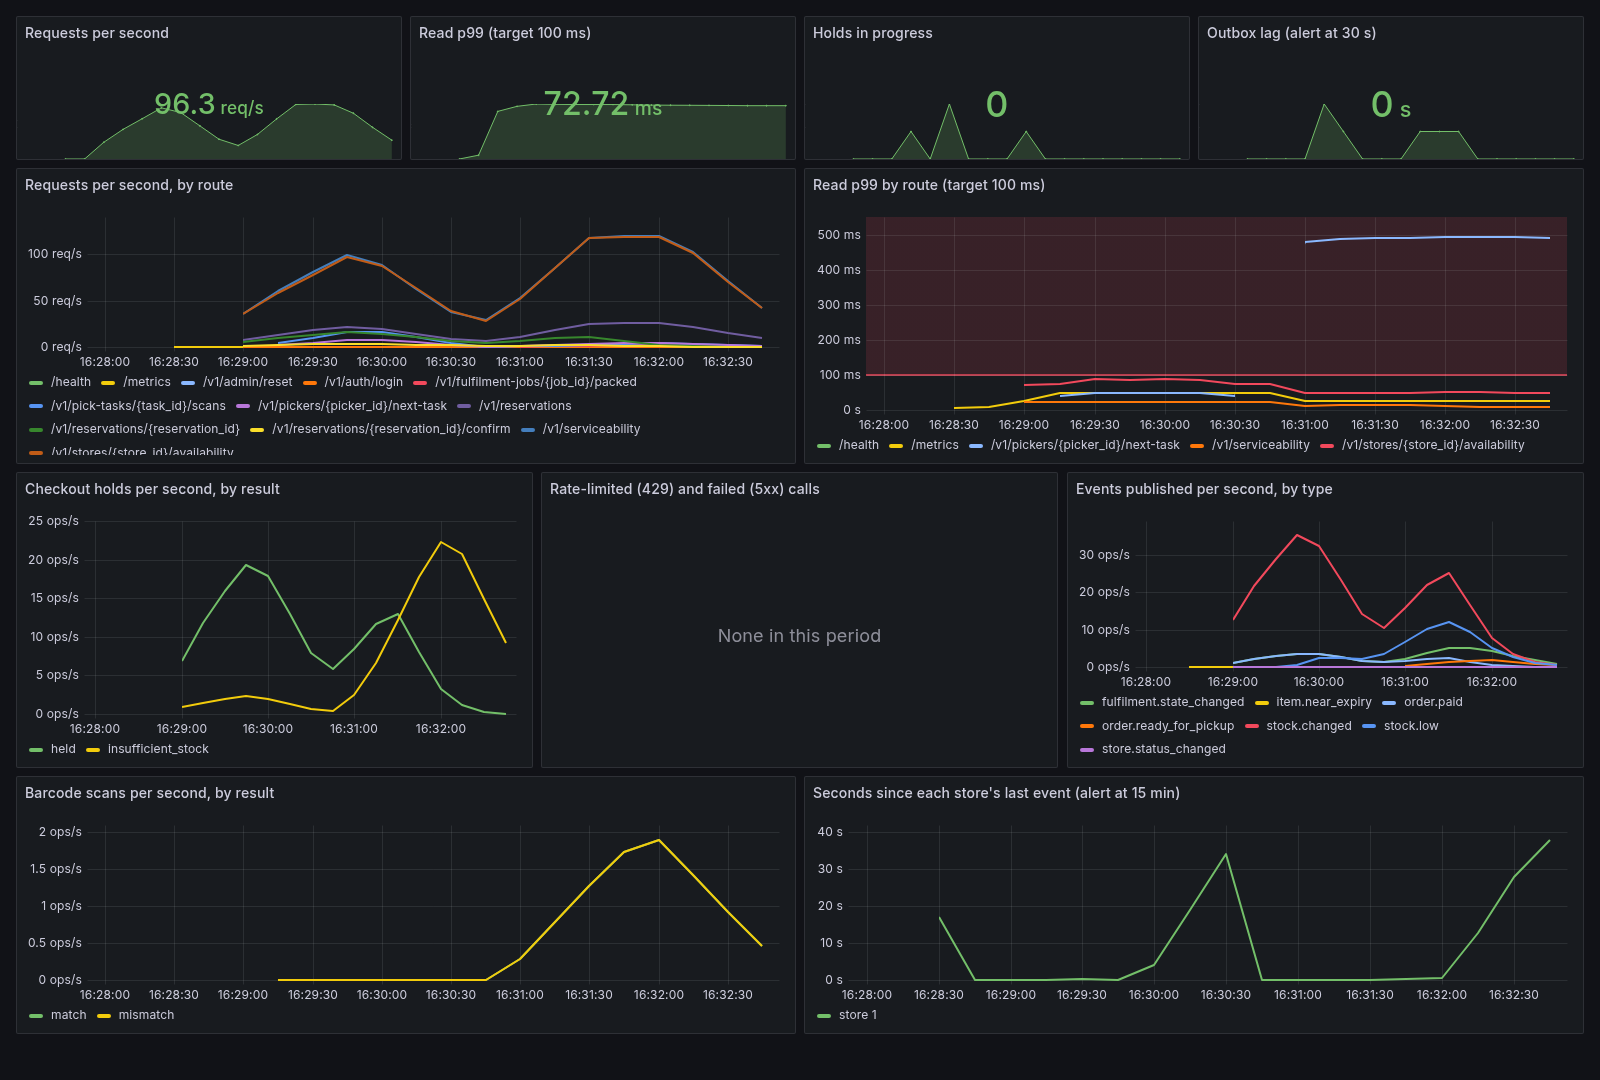 Requests per second
Read p99 (target 100 ms)
Holds in progress
Outbox lag (alert at 30 s)
96.3 req/s
72.72 ms
0
0 s
Requests per second, by route
100 req/s
50 req/s
0 req/s
16:28:00 16:28:30 16:29:00 16:29:30 16:30:00 16:30:30 16:31:00 16:31:30 16:32:00 16:32:30
/health /metrics /v1/admin/reset /v1/auth/login /v1/fulfilment-jobs/{job_id}/packed
/v1/pick-tasks/{task_id}/scans /v1/pickers/{picker_id}/next-task /v1/reservations
/v1/reservations/{reservation_id} /v1/reservations/{reservation_id}/confirm /v1/serviceability
/v1/stores/{store_id}/availability
Read p99 by route (target 100 ms)
500 ms
400 ms
300 ms
200 ms
100 ms
0 s
16:28:00 16:28:30 16:29:00 16:29:30 16:30:00 16:30:30 16:31:00 16:31:30 16:32:00 16:32:30
/health /metrics /v1/pickers/{picker_id}/next-task /v1/serviceability /v1/stores/{store_id}/availability
Checkout holds per second, by result
25 ops/s
20 ops/s
15 ops/s
10 ops/s
5 ops/s
0 ops/s
16:28:00 16:29:00 16:30:00 16:31:00 16:32:00
held insufficient_stock
Rate-limited (429) and failed (5xx) calls
None in this period
Events published per second, by type
30 ops/s
20 ops/s
10 ops/s
0 ops/s
16:28:00 16:29:00 16:30:00 16:31:00 16:32:00
fulfilment.state_changed item.near_expiry order.paid
order.ready_for_pickup stock.changed stock.low
store.status_changed
Barcode scans per second, by result
2 ops/s
1.5 ops/s
1 ops/s
0.5 ops/s
0 ops/s
16:28:00 16:28:30 16:29:00 16:29:30 16:30:00 16:30:30 16:31:00 16:31:30 16:32:00 16:32:30
match mismatch
Seconds since each store's last event (alert at 15 min)
40 s
30 s
20 s
10 s
0 s
16:28:00 16:28:30 16:29:00 16:29:30 16:30:00 16:30:30 16:31:00 16:31:30 16:32:00 16:32:30
store 1